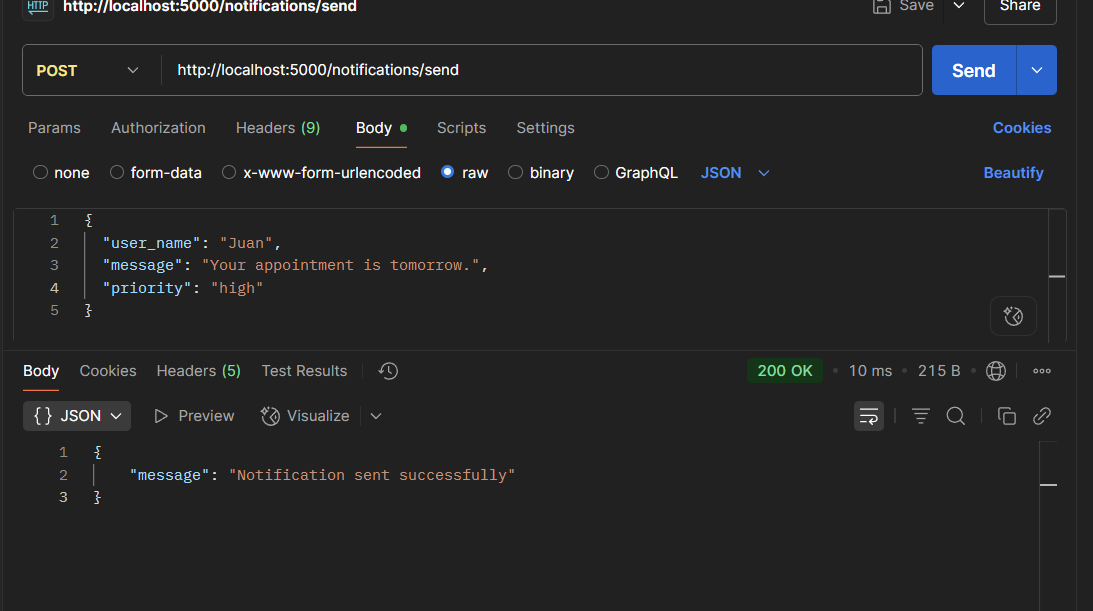 HTTP http://localhost:5000/notifications/send Save Share
POST http://localhost:5000/notifications/send Send
Params Authorization Headers (9) Body Scripts Settings Cookies
none form-data x-www-form-urlencoded raw binary GraphQL JSON Beautify
1 {
2 "user_name": "Juan",
3 "message": "Your appointment is tomorrow.",
4 "priority": "high"
5 }
Body Cookies Headers (5) Test Results 200 OK • 10 ms • 215 B •
{} JSON Preview Visualize
1 {
2 "message": "Notification sent successfully"
3 }